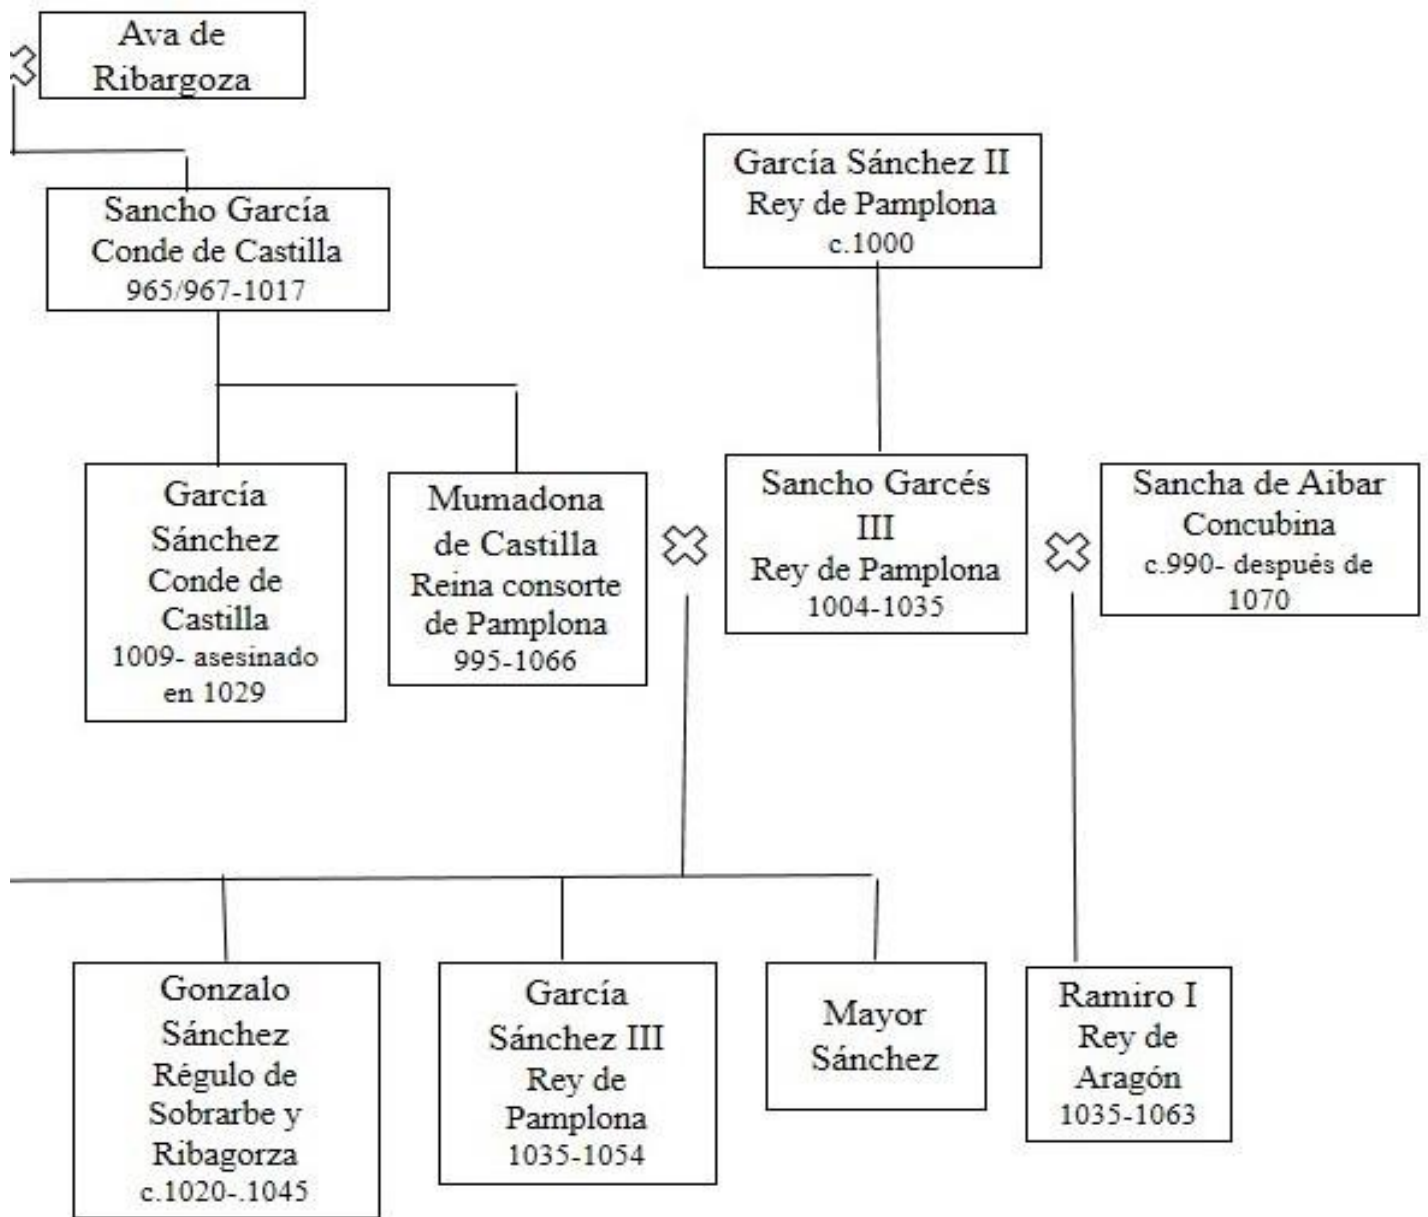 Ava de
Ribargoza
García Sánchez II
Rey de Pamplona
c.1000
Sancho García
Conde de Castilla
965/967-1017
García
Sánchez
Conde de
Castilla
1009- asesinado
en 1029
Mumadona
de Castilla
Reina consorte
de Pamplona
995-1066
Sancho Garcés
III
Rey de Pamplona
1004-1035
Sancha de Aibar
Concubina
c.990- después de
1070
Gonzalo
Sánchez
Régulo de
Sobrarbe y
Ribagorza
c.1020-.1045
García
Sánchez III
Rey de
Pamplona
1035-1054
Mayor
Sánchez
Ramiro I
Rey de
Aragón
1035-1063